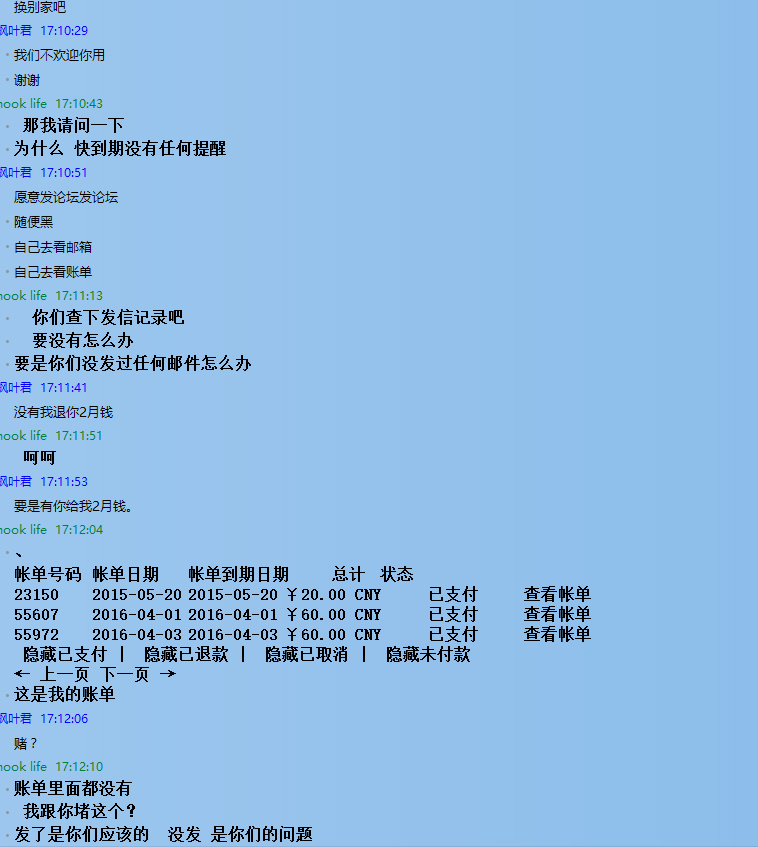 换别家吧
枫叶君 17:10:29
我们不欢迎你用
谢谢
nook life 17:10:43
那我请问一下
为什么 快到期没有任何提醒
枫叶君 17:10:51
愿意发论坛发论坛
随便黑
自己去看邮箱
自己去看账单
nook life 17:11:13
你们查下发信记录吧
要没有怎么办
要是你们没发过任何邮件怎么办
枫叶君 17:11:41
没有我退你2月钱
nook life 17:11:51
呵呵
枫叶君 17:11:53
要是有你给我2月钱。
nook life 17:12:04
、
帐单号码 帐单日期 帐单到期日期 总计 状态
23150 2015-05-20 2015-05-20 ￥20.00 CNY 已支付 查看帐单
55607 2016-04-01 2016-04-01 ￥60.00 CNY 已支付 查看帐单
55972 2016-04-03 2016-04-03 ￥60.00 CNY 已支付 查看帐单
隐藏已支付 | 隐藏已退款 | 隐藏已取消 | 隐藏未付款
← 上一页 下一页 →
这是我的账单
枫叶君 17:12:06
赌？
nook life 17:12:10
账单里面都没有
我跟你堵这个？
发了是你们应该的 没发 是你们的问题